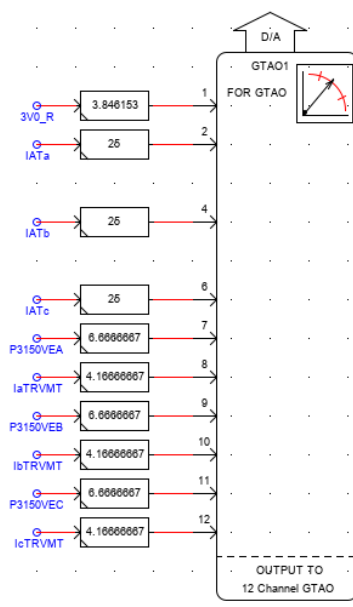 D/A
GTAO1
FOR GTAO
3V0_R 3.846153 1
IATa 25 2
IATb 25 4
IATc 25 6
P3150VEA 6.6666667 7
IaTRVMT 4.16666667 8
P3150VEB 6.6666667 9
IbTRVMT 4.16666667 10
P3150VEC 6.6666667 11
IcTRVMT 4.16666667 12
OUTPUT TO
12 Channel GTAO